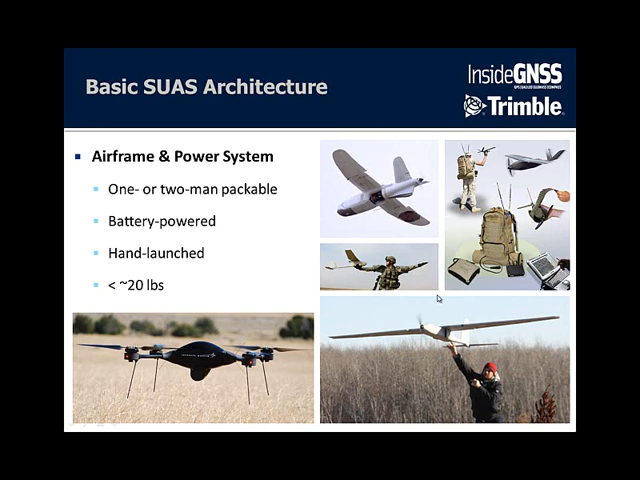 Basic SUAS Architecture
InsideGNSS
Trimble
Airframe & Power System
One- or two-man packable
Battery-powered
Hand-launched
< ~20 lbs